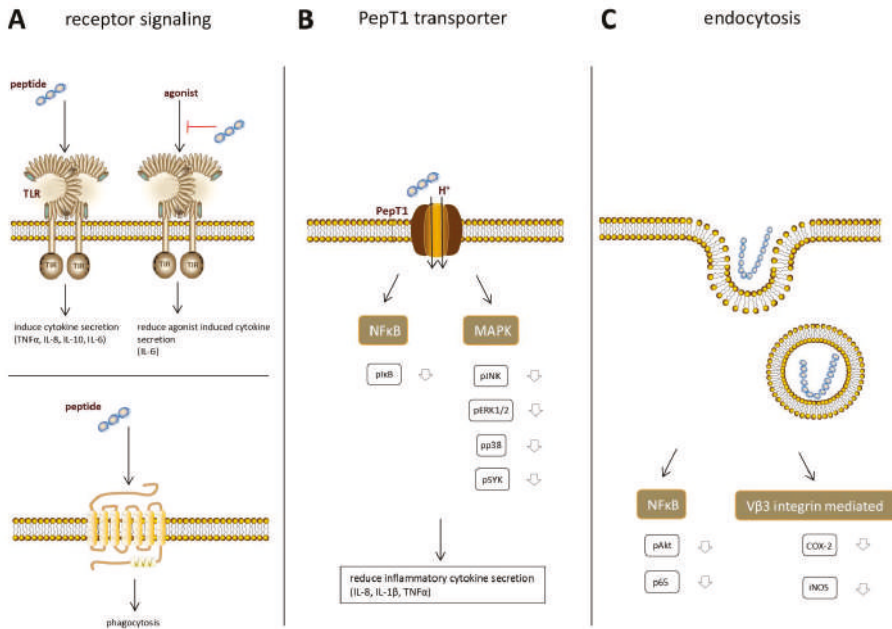 A receptor signaling
peptide
agonist
TLR
TIR TIR TIR TIR
induce cytokine secretion
(TNFα, IL-8, IL-10, IL-6)
reduce agonist induced cytokine
secretion
(IL-6)
peptide
phagocytosis
B PepT1 transporter
H⁺
PepT1
NFκB MAPK
pIκB pJNK
pERK1/2
pp38
pSYK
reduce inflammatory cytokine secretion
(IL-8, IL-1β, TNFα)
C endocytosis
NFκB Vβ3 integrin mediated
pAkt COX-2
p65 iNOS